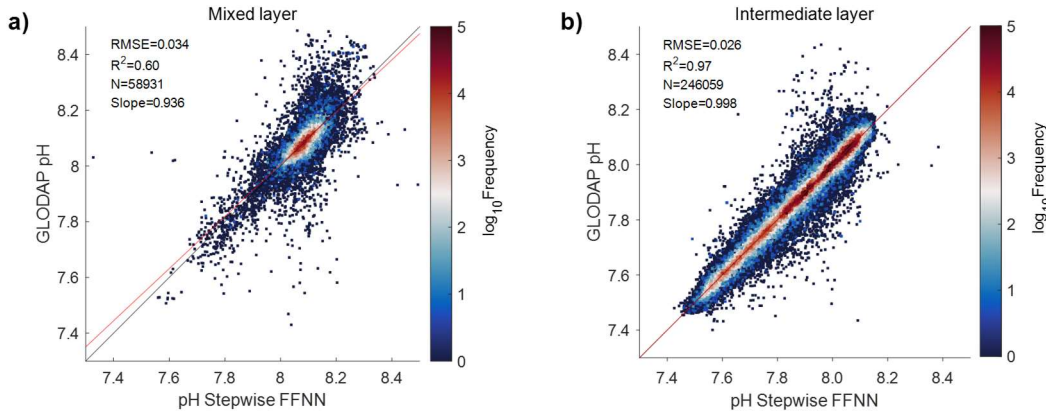 a)
Mixed layer
RMSE=0.034
R²=0.60
N=58931
Slope=0.936
GLODAP pH
8.4
8.2
8
7.8
7.6
7.4
7.4 7.6 7.8 8 8.2 8.4
pH Stepwise FFNN
5
4
3
2
1
0
log₁₀Frequency
b)
Intermediate layer
RMSE=0.026
R²=0.97
N=246059
Slope=0.998
GLODAP pH
8.4
8.2
8.0
7.8
7.6
7.4
7.4 7.6 7.8 8.0 8.2 8.4
pH Stepwise FFNN
5
4
3
2
1
0
log₁₀Frequency